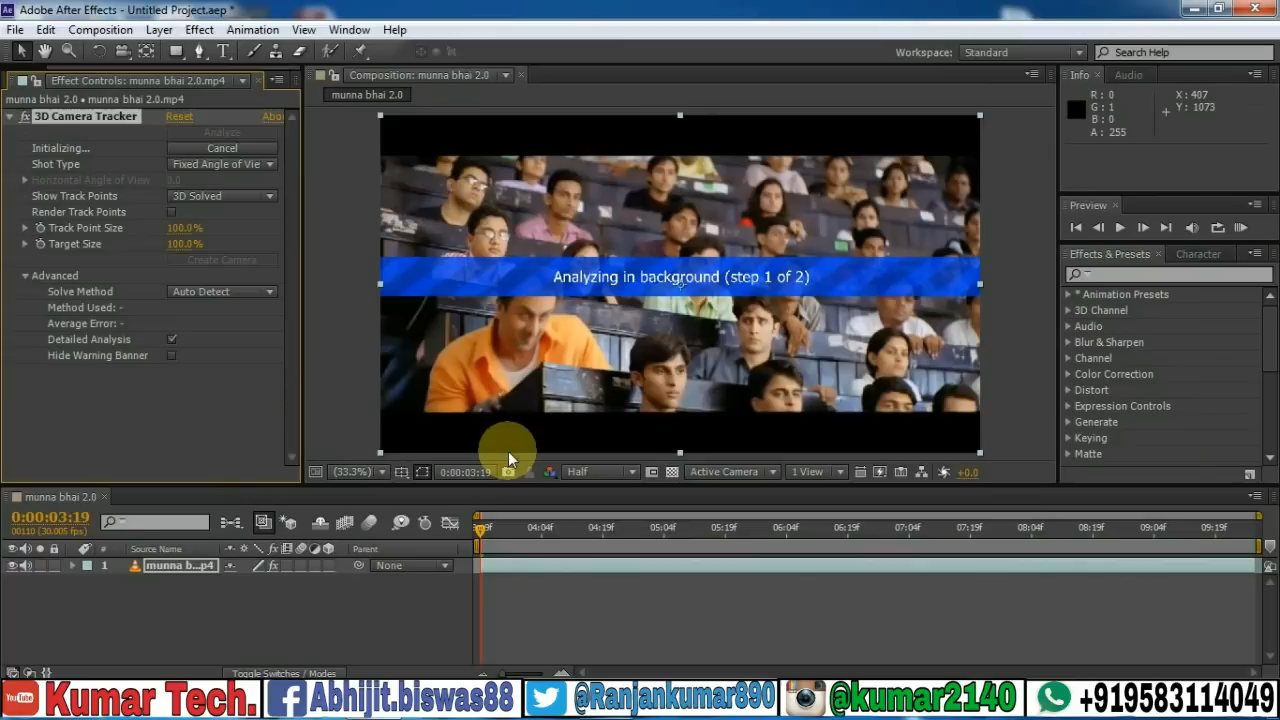 Adobe After Effects - Untitled Project.aep *
File Edit Composition Layer Effect Animation View Window Help
Workspace: Standard Search Help
Effect Controls: munna bhai 2.0.mp4
munna bhai 2.0 • munna bhai 2.0.mp4
fx 3D Camera Tracker Reset Abou
Analyze
Initializing... Cancel
Shot Type Fixed Angle of Vie
Horizontal Angle of View 0.0
Show Track Points 3D Solved
Render Track Points
Track Point Size 100.0%
Target Size 100.0%
Create Camera
Advanced
Solve Method Auto Detect
Method Used: -
Average Error: -
Detailed Analysis
Hide Warning Banner
Composition: munna bhai 2.0
munna bhai 2.0
Analyzing in background (step 1 of 2)
(33.3%) 0:00:03:19 Half Active Camera 1 View +0.0
Info Audio
R: 0 X: 407
G: 1 Y: 1073
B: 0
A: 255
Preview
Effects & Presets Character
* Animation Presets
3D Channel
Audio
Blur & Sharpen
Channel
Color Correction
Distort
Expression Controls
Generate
Keying
Matte
munna bhai 2.0
0:00:03:19
00110 (30.005 fps)
04:04f 04:19f 05:04f 05:19f 06:04f 06:19f 07:04f 07:19f 08:04f 08:19f 09:04f 09:19f
# Source Name fx Parent
1 munna b...p4 fx None
Toggle Switches / Modes
You Tube Kumar Tech. Abhijit.biswas88 @Ranjankumar890 @kumar2140 +919583114049